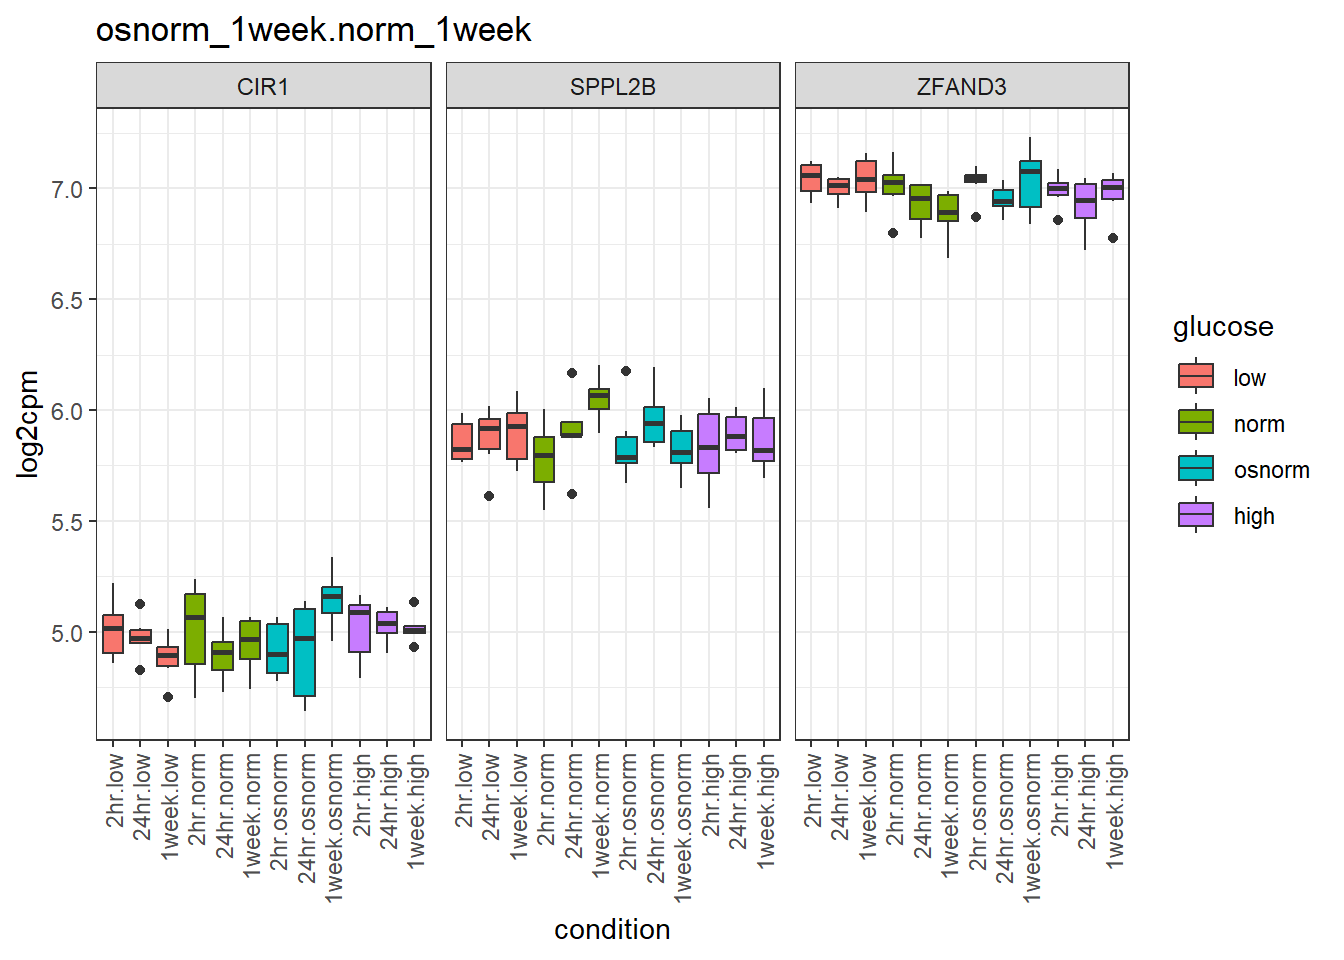 osnorm_1week.norm_1week
CIR1
SPPL2B
ZFAND3
log2cpm
7.0
6.5
6.0
5.5
5.0
2hr.low
24hr.low
1week.low
2hr.norm
24hr.norm
1week.norm
2hr.osnorm
24hr.osnorm
1week.osnorm
2hr.high
24hr.high
1week.high
2hr.low
24hr.low
1week.low
2hr.norm
24hr.norm
1week.norm
2hr.osnorm
24hr.osnorm
1week.osnorm
2hr.high
24hr.high
1week.high
2hr.low
24hr.low
1week.low
2hr.norm
24hr.norm
1week.norm
2hr.osnorm
24hr.osnorm
1week.osnorm
2hr.high
24hr.high
1week.high
condition
glucose
low
norm
osnorm
high